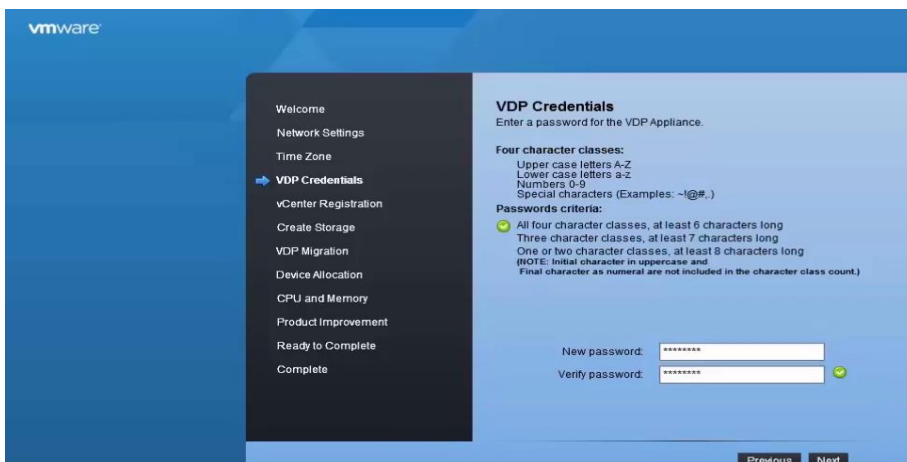 vmware
Welcome
Network Settings
Time Zone
VDP Credentials
vCenter Registration
Create Storage
VDP Migration
Device Allocation
CPU and Memory
Product Improvement
Ready to Complete
Complete
VDP Credentials
Enter a password for the VDP Appliance.
Four character classes:
Upper case letters A-Z
Lower case letters a-z
Numbers 0-9
Special characters (Examples: ~!@#,.)
Passwords criteria:
All four character classes, at least 6 characters long
Three character classes, at least 7 characters long
One or two character classes, at least 8 characters long
(NOTE: Initial character in uppercase and
Final character as numeral are not included in the character class count.)
New password: ********
Verify password: ********
Previous Next